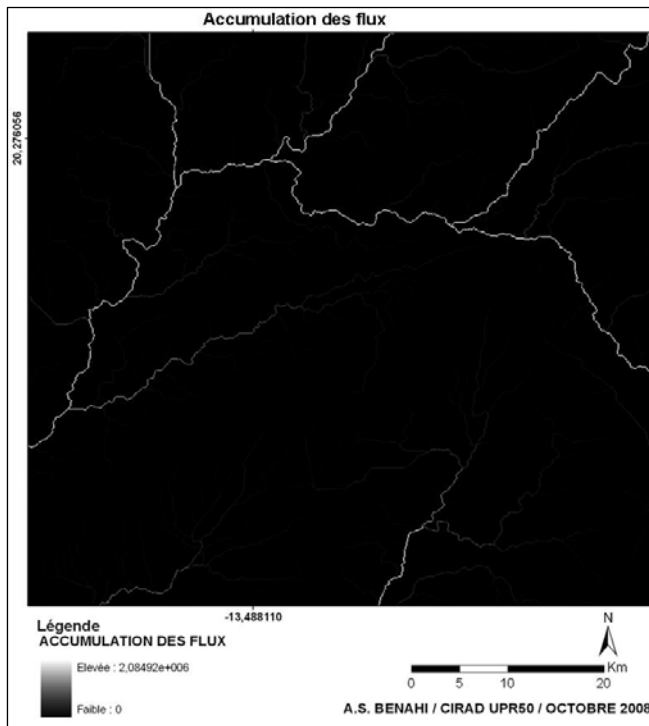 Accumulation des flux
20,276056
-13,488110
Légende
ACCUMULATION DES FLUX
Elevée : 2,08492e+006
Faible : 0
N
Km
0 5 10 20
A.S. BENAHI / CIRAD UPR50 / OCTOBRE 2008